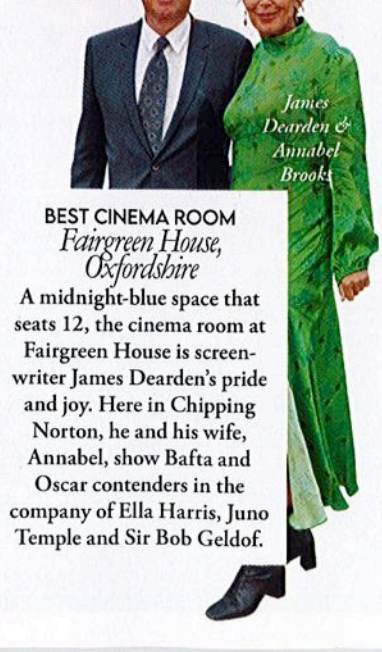 James
Dearden &
Annabel
Brooks
BEST CINEMA ROOM
Fairgreen House,
Oxfordshire
A midnight-blue space that
seats 12, the cinema room at
Fairgreen House is screen-
writer James Dearden's pride
and joy. Here in Chipping
Norton, he and his wife,
Annabel, show Bafta and
Oscar contenders in the
company of Ella Harris, Juno
Temple and Sir Bob Geldof.